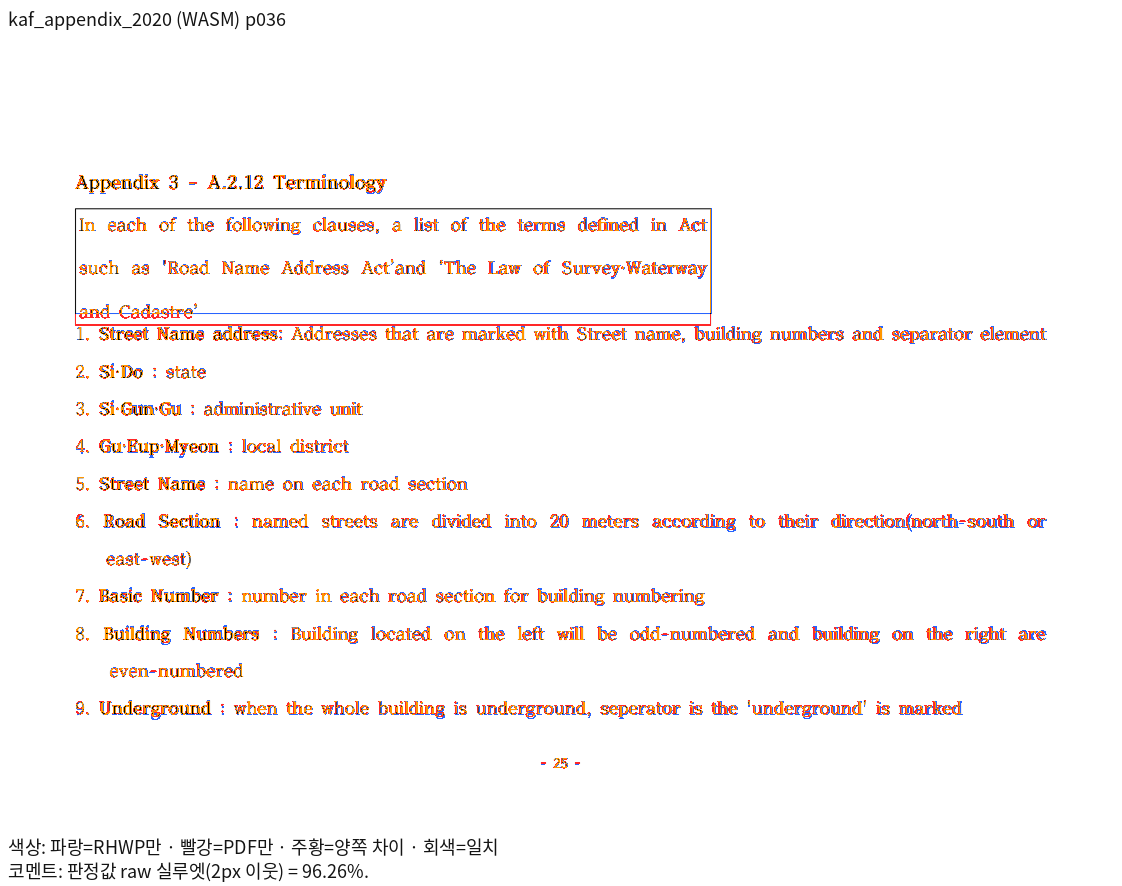 kaf_appendix_2020 (WASM) p036
Appendix 3 - A.2.12 Terminology
In each of the following clauses, a list of the terms defined in Act
such as 'Road Name Address Act'and 'The Law of Survey·Waterway
and Cadastre'
1. Street Name address: Addresses that are marked with Street name, building numbers and separator element
2. Si·Do : state
3. Si·Gun·Gu : administrative unit
4. Gu·Eup·Myeon : local district
5. Street Name : name on each road section
6. Road Section : named streets are divided into 20 meters according to their direction(north-south or
east-west)
7. Basic Number : number in each road section for building numbering
8. Building Numbers : Building located on the left will be odd-numbered and building on the right are
even-numbered
9. Underground : when the whole building is underground, seperator is the 'underground' is marked
- 25 -
색상: 파랑=RHWP만 · 빨강=PDF만 · 주황=양쪽 차이 · 회색=일치
코멘트: 판정값 raw 실루엣(2px 이웃) = 96.26%.